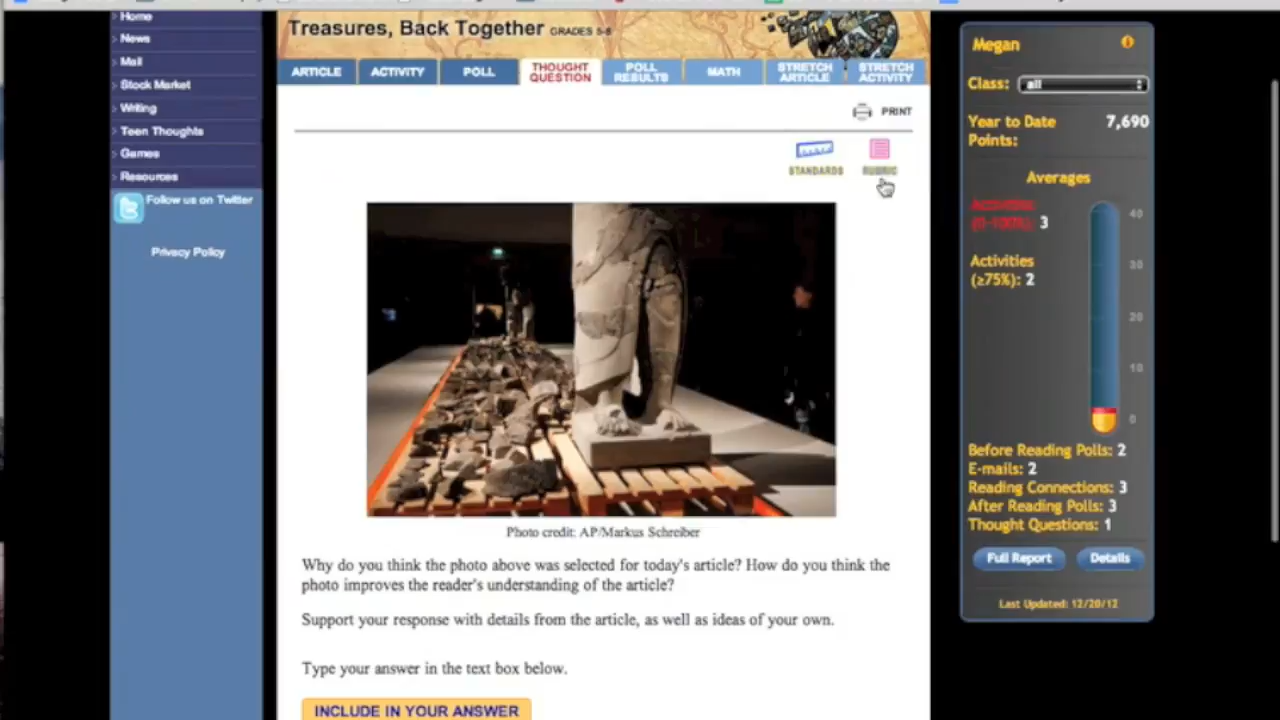 Home
News
Mail
Stock Market
Writing
Teen Thoughts
Games
Resources
Follow us on Twitter
Privacy Policy
Treasures, Back Together GRADES 5-8
ARTICLE
ACTIVITY
POLL
THOUGHT
QUESTION
POLL
RESULTS
MATH
STRETCH
ARTICLE
STRETCH
ACTIVITY
PRINT
STANDARDS
RUBRIC
Photo credit: AP/Markus Schreiber
Why do you think the photo above was selected for today's article? How do you think the
photo improves the reader's understanding of the article?
Support your response with details from the article, as well as ideas of your own.
Type your answer in the text box below.
INCLUDE IN YOUR ANSWER
Megan
Class: all
Year to Date 7,690
Points:
Averages
Activities
(0-100%): 3
Activities
(≥75%): 2
40
30
20
10
0
Before Reading Polls: 2
E-mails: 2
Reading Connections: 3
After Reading Polls: 3
Thought Questions: 1
Full Report
Details
Last Updated: 12/20/12